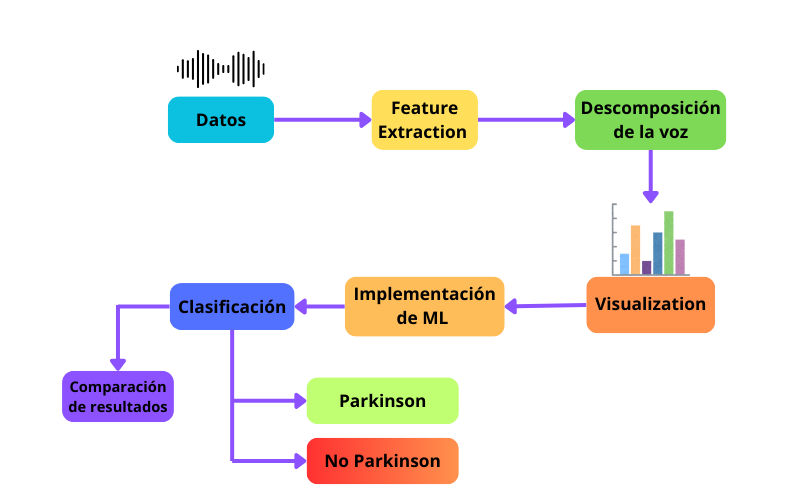 Datos
Feature
Extraction
Descomposición
de la voz
Visualization
Implementación
de ML
Clasificación
Comparación
de resultados
Parkinson
No Parkinson